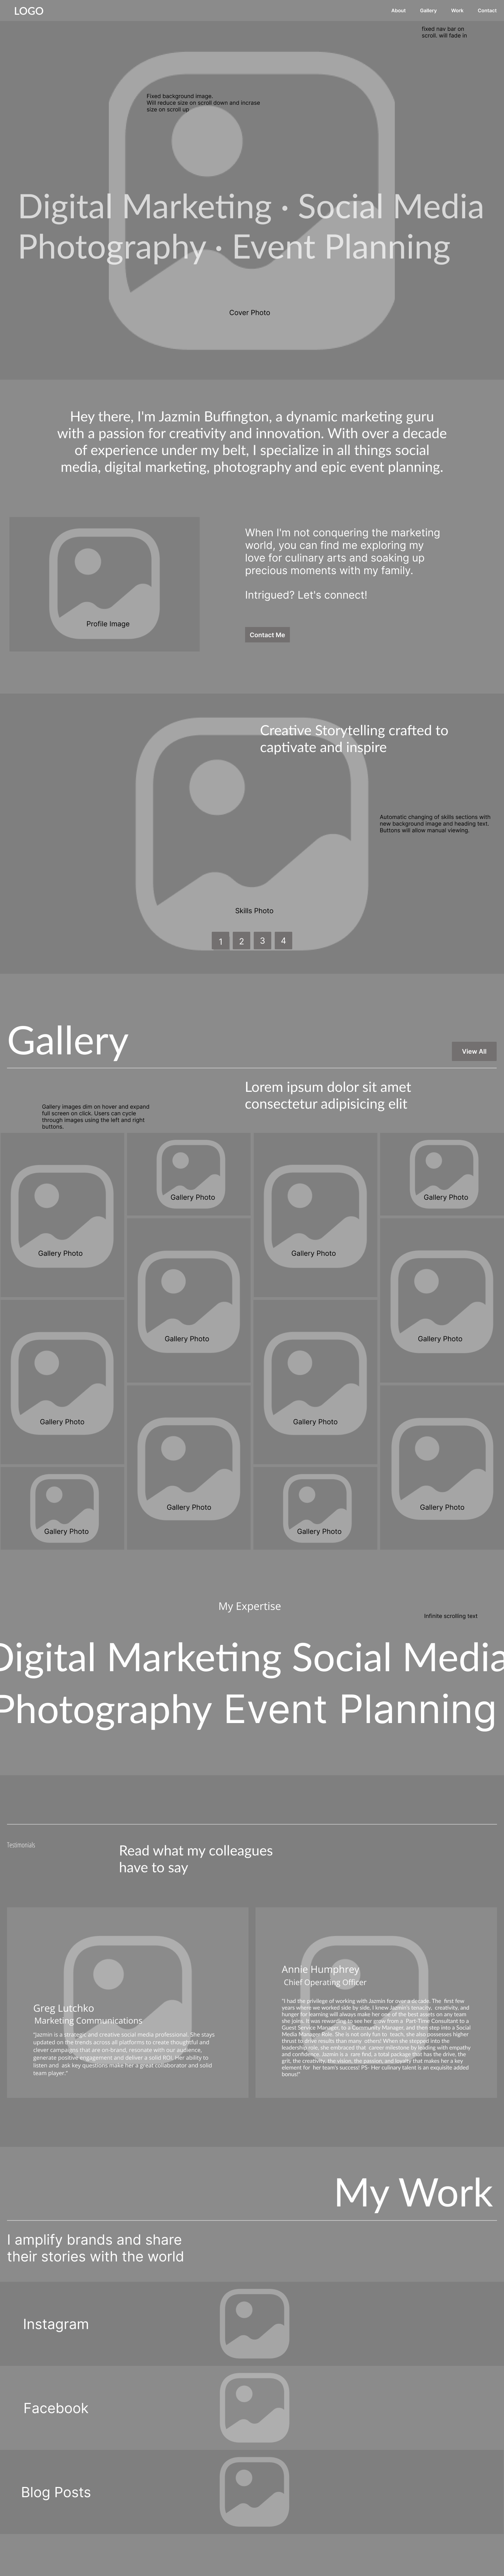 LOGO
About Gallery Work Contact
fixed nav bar on
scroll. will fade in
Fixed background image.
Will reduce size on scroll down and incrase
size on scroll up
Digital Marketing · Social Media
Photography · Event Planning
Cover Photo
Hey there, I'm Jazmin Buffington, a dynamic marketing guru
with a passion for creativity and innovation. With over a decade
of experience under my belt, I specialize in all things social
media, digital marketing, photography and epic event planning.
Profile Image
When I'm not conquering the marketing
world, you can find me exploring my
love for culinary arts and soaking up
precious moments with my family.
Intrigued? Let's connect!
Contact Me
Creative Storytelling crafted to
captivate and inspire
Automatic changing of skills sections with
new background image and heading text.
Buttons will allow manual viewing.
Skills Photo
1 2 3 4
Gallery
View All
Lorem ipsum dolor sit amet
consectetur adipisicing elit
Gallery images dim on hover and expand
full screen on click. Users can cycle
through images using the left and right
buttons.
Gallery Photo
Gallery Photo
Gallery Photo
Gallery Photo
Gallery Photo
Gallery Photo
Gallery Photo
Gallery Photo
Gallery Photo
Gallery Photo
Gallery Photo
Gallery Photo
My Expertise
Infinite scrolling text
Digital Marketing Social Media
Photography Event Planning
Testimonials
Read what my colleagues
have to say
Greg Lutchko
Marketing Communications
"Jazmin is a strategic and creative social media professional. She stays
updated on the trends across all platforms to create thoughtful and
clever campaigns that are on-brand, resonate with our audience,
generate positive engagement and deliver a solid ROI. Her ability to
listen and ask key questions make her a great collaborator and solid
team player."
Annie Humphrey
Chief Operating Officer
"I had the privilege of working with Jazmin for over a decade. The first few
years where we worked side by side, I knew Jazmin's tenacity, creativity, and
hunger for learning will always make her one of the best assets on any team
she joins. It was rewarding to see her grow from a Part-Time Consultant to a
Guest Service Manager, to a Community Manager, and then step into a Social
Media Manager Role. She is not only fun to teach, she also possesses higher
thrust to drive results than many others! When she stepped into the
leadership role, she embraced that career milestone by leading with empathy
and confidence. Jazmin is a rare find, a total package that has the drive, the
grit, the creativity, the vision, the passion, and loyalty that makes her a key
element for her team's success! PS- Her culinary talent is an exquisite added
bonus!"
My Work
I amplify brands and share
their stories with the world
Instagram
Facebook
Blog Posts